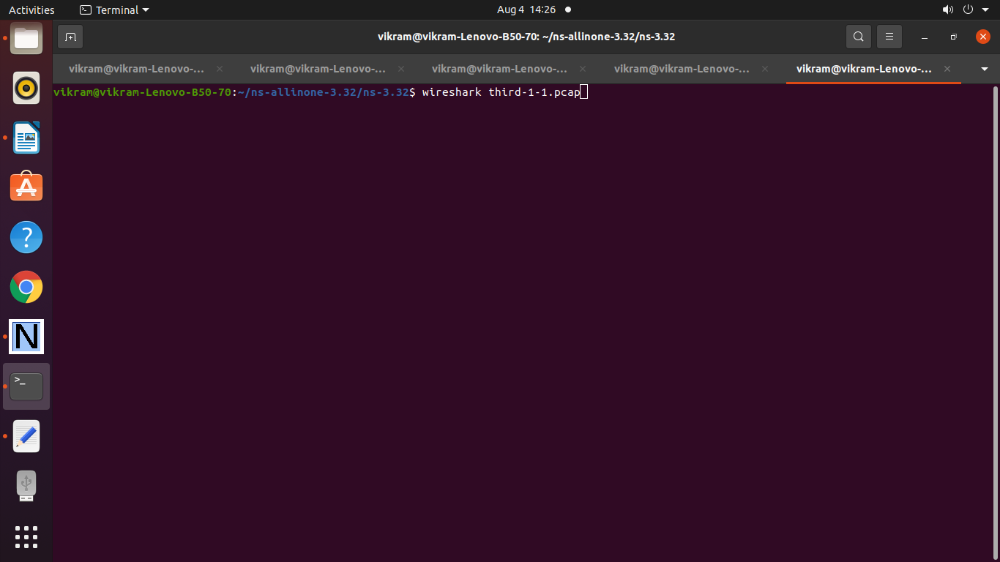 Activities
Terminal
Aug 4 14:26
vikram@vikram-Lenovo-B50-70: ~/ns-allinone-3.32/ns-3.32
vikram@vikram-Lenovo-... vikram@vikram-Lenovo-... vikram@vikram-Lenovo-... vikram@vikram-Lenovo-... vikram@vikram-Lenovo-...
vikram@vikram-Lenovo-B50-70:~/ns-allinone-3.32/ns-3.32$ wireshark third-1-1.pcap